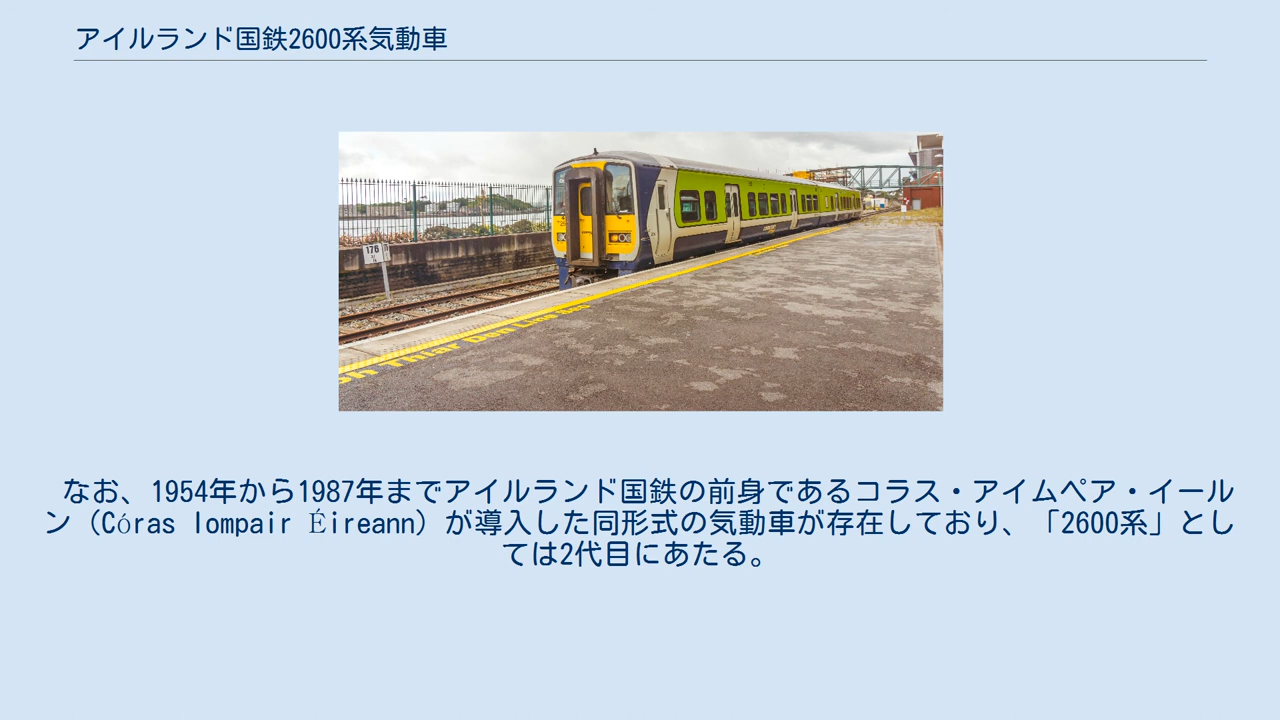 アイルランド国鉄2600系気動車
176
Thiar Don Line
なお、1954年から1987年までアイルランド国鉄の前身であるコラス・アイムペア・イール
ン（Córas Iompair Éireann）が導入した同形式の気動車が存在しており、「2600系」とし
ては2代目にあたる。